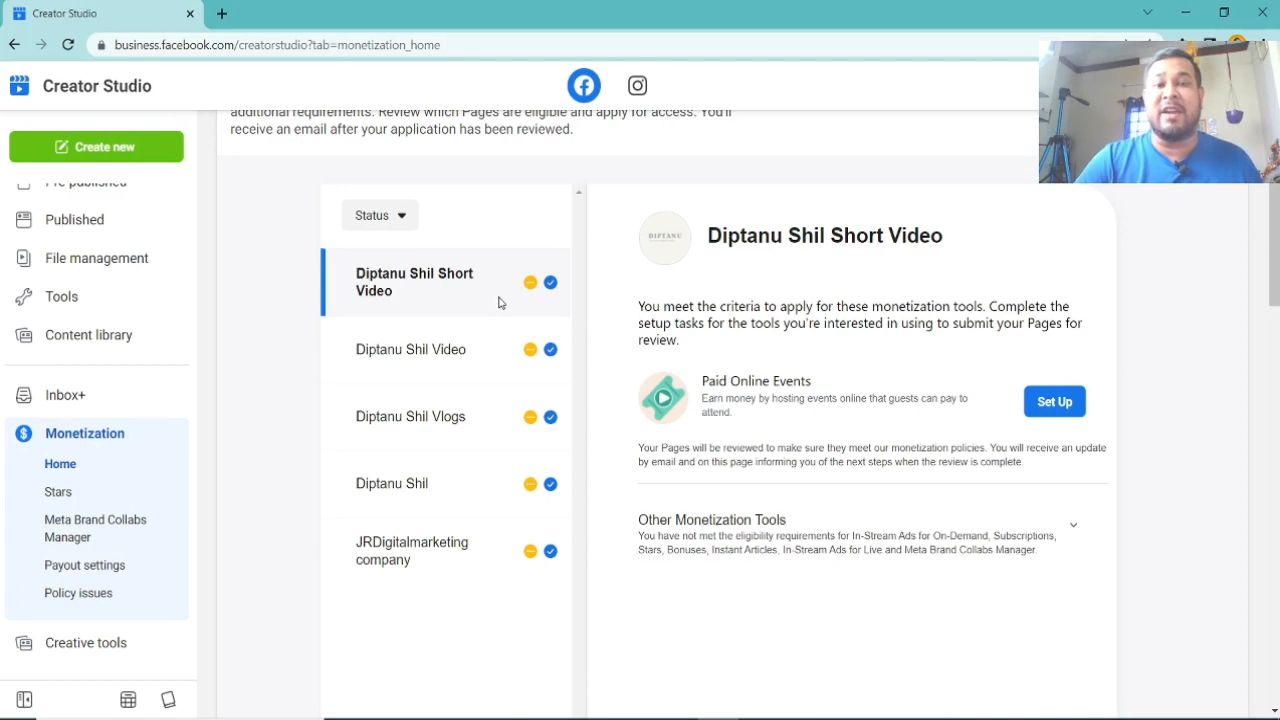 Creator Studio
business.facebook.com/creatorstudio?tab=monetization_home
Creator Studio
additional requirements. Review which Pages are eligible and apply for access. You'll
receive an email after your application has been reviewed.
Create new
Pre published
Published
File management
Tools
Content library
Inbox+
Monetization
Home
Stars
Meta Brand Collabs
Manager
Payout settings
Policy issues
Creative tools
Status
Diptanu Shil Short
Video
Diptanu Shil Video
Diptanu Shil Vlogs
Diptanu Shil
JRDigitalmarketing
company
DIPTANU
Diptanu Shil Short Video
You meet the criteria to apply for these monetization tools. Complete the
setup tasks for the tools you're interested in using to submit your Pages for
review.
Paid Online Events
Earn money by hosting events online that guests can pay to
attend.
Set Up
Your Pages will be reviewed to make sure they meet our monetization policies. You will receive an update
by email and on this page informing you of the next steps when the review is complete.
Other Monetization Tools
You have not met the eligibility requirements for In-Stream Ads for On-Demand, Subscriptions,
Stars, Bonuses, Instant Articles, In-Stream Ads for Live and Meta Brand Collabs Manager.